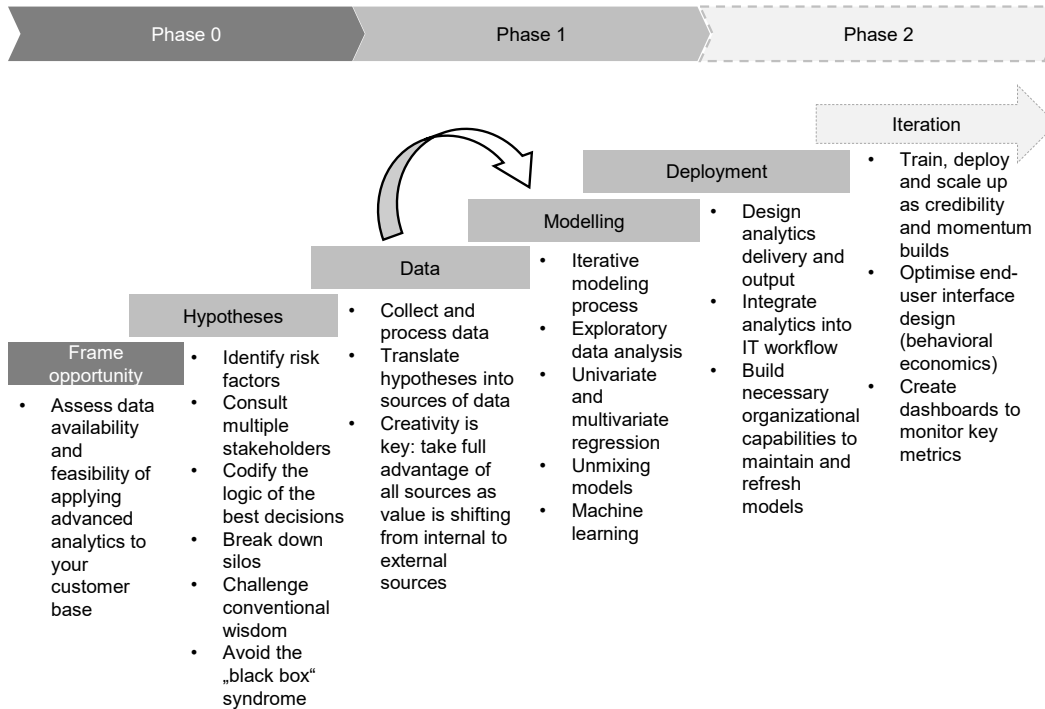 Phase 0
Phase 1
Phase 2
Frame
opportunity
• Assess data
availability
and
feasibility of
applying
advanced
analytics to
your
customer
base
Hypotheses
• Identify risk
factors
• Consult
multiple
stakeholders
• Codify the
logic of the
best decisions
• Break down
silos
• Challenge
conventional
wisdom
• Avoid the
„black box“
syndrome
Data
• Collect and
process data
• Translate
hypotheses into
sources of data
• Creativity is
key: take full
advantage of
all sources as
value is shifting
from internal to
external
sources
Modelling
• Iterative
modeling
process
• Exploratory
data analysis
• Univariate
and
multivariate
regression
• Unmixing
models
• Machine
learning
Deployment
• Design
analytics
delivery and
output
• Integrate
analytics into
IT workflow
• Build
necessary
organizational
capabilities to
maintain and
refresh
models
Iteration
• Train, deploy
and scale up
as credibility
and momentum
builds
• Optimise end-
user interface
design
(behavioral
economics)
• Create
dashboards to
monitor key
metrics